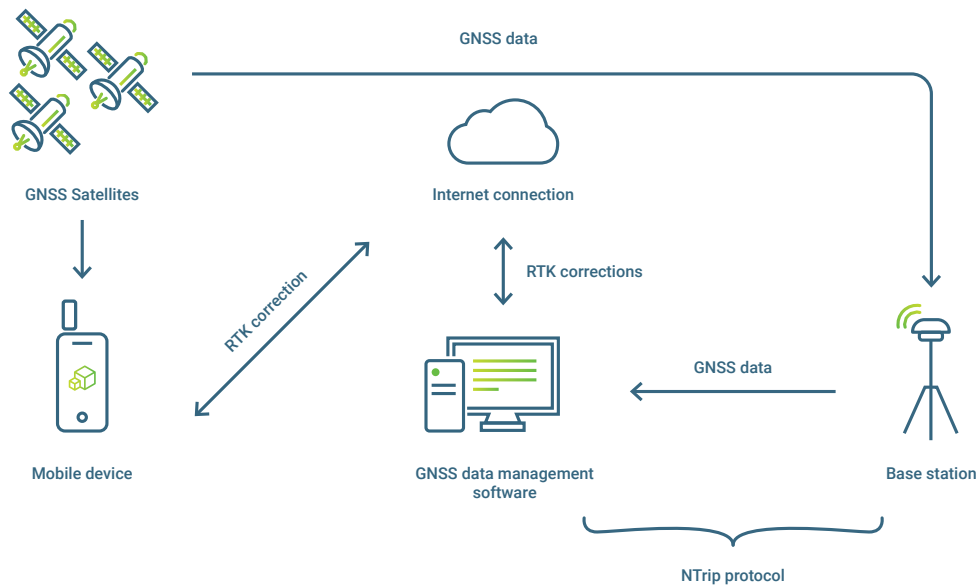 GNSS data
GNSS Satellites
Internet connection
RTK correction
RTK corrections
GNSS data
Mobile device
GNSS data management
software
Base station
NTrip protocol